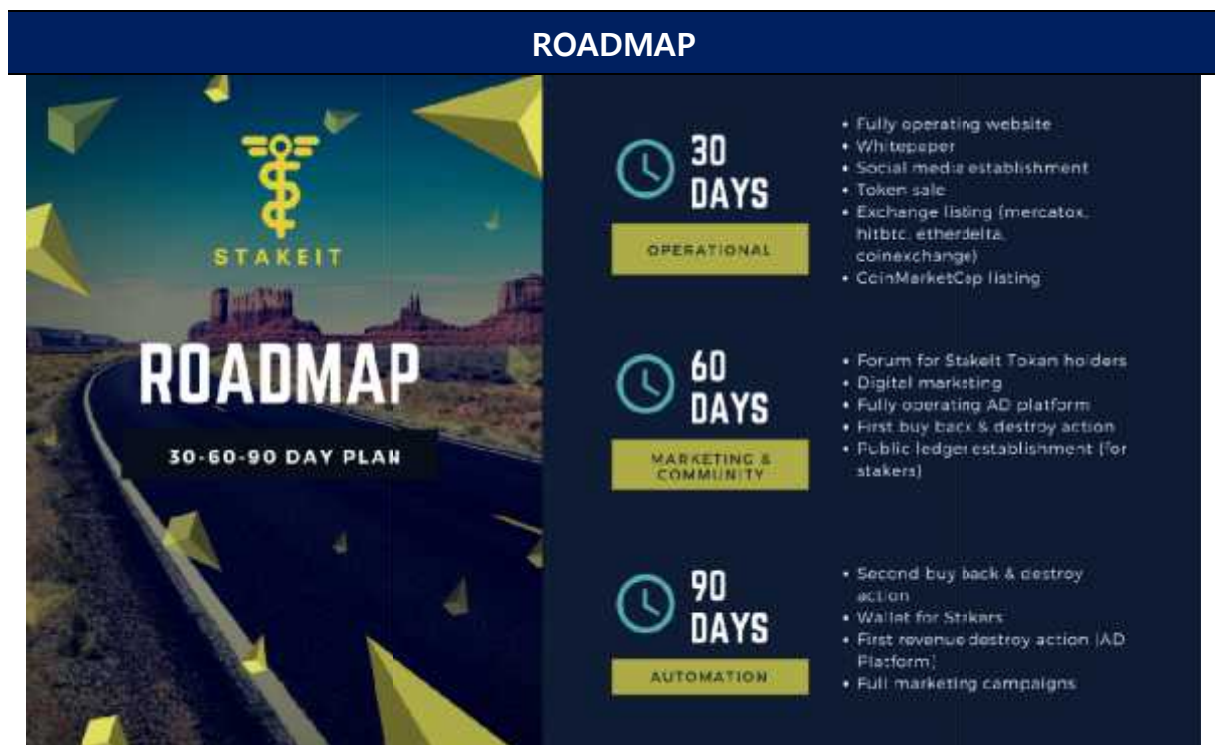 ROADMAP
STAKEIT
ROADMAP
30-60-90 DAY PLAN
30
DAYS
OPERATIONAL
• Fully operating website
• Whitepaper
• Social media establishment
• Token sale
• Exchange listing (mercatox,
hitbtc, etherdelta,
coinexchange)
• CoinMarketCap listing
60
DAYS
MARKETING &
COMMUNITY
• Forum for StakeIt Token holders
• Digital marketing
• Fully operating AD platform
• First buy back & destroy action
• Public ledger establishment (for
stakers)
90
DAYS
AUTOMATION
• Second buy back & destroy
action
• Wallet for Stakers
• First revenue destroy action (AD
Platform)
• Full marketing campaigns